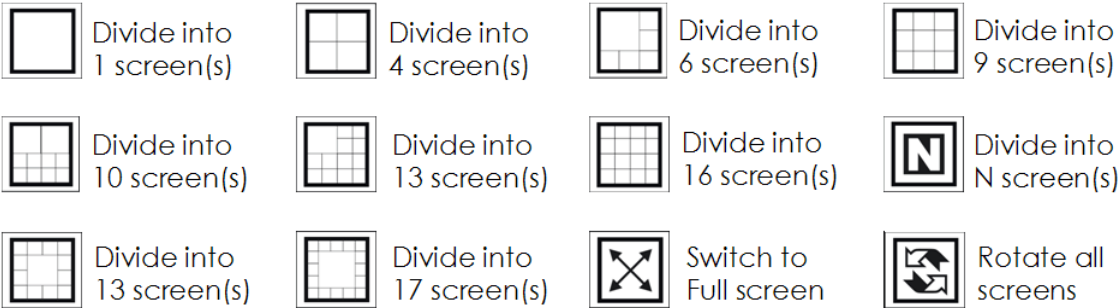 Divide into
1 screen(s)
Divide into
4 screen(s)
Divide into
6 screen(s)
Divide into
9 screen(s)
Divide into
10 screen(s)
Divide into
13 screen(s)
Divide into
16 screen(s)
N
Divide into
N screen(s)
Divide into
13 screen(s)
Divide into
17 screen(s)
Switch to
Full screen
Rotate all
screens